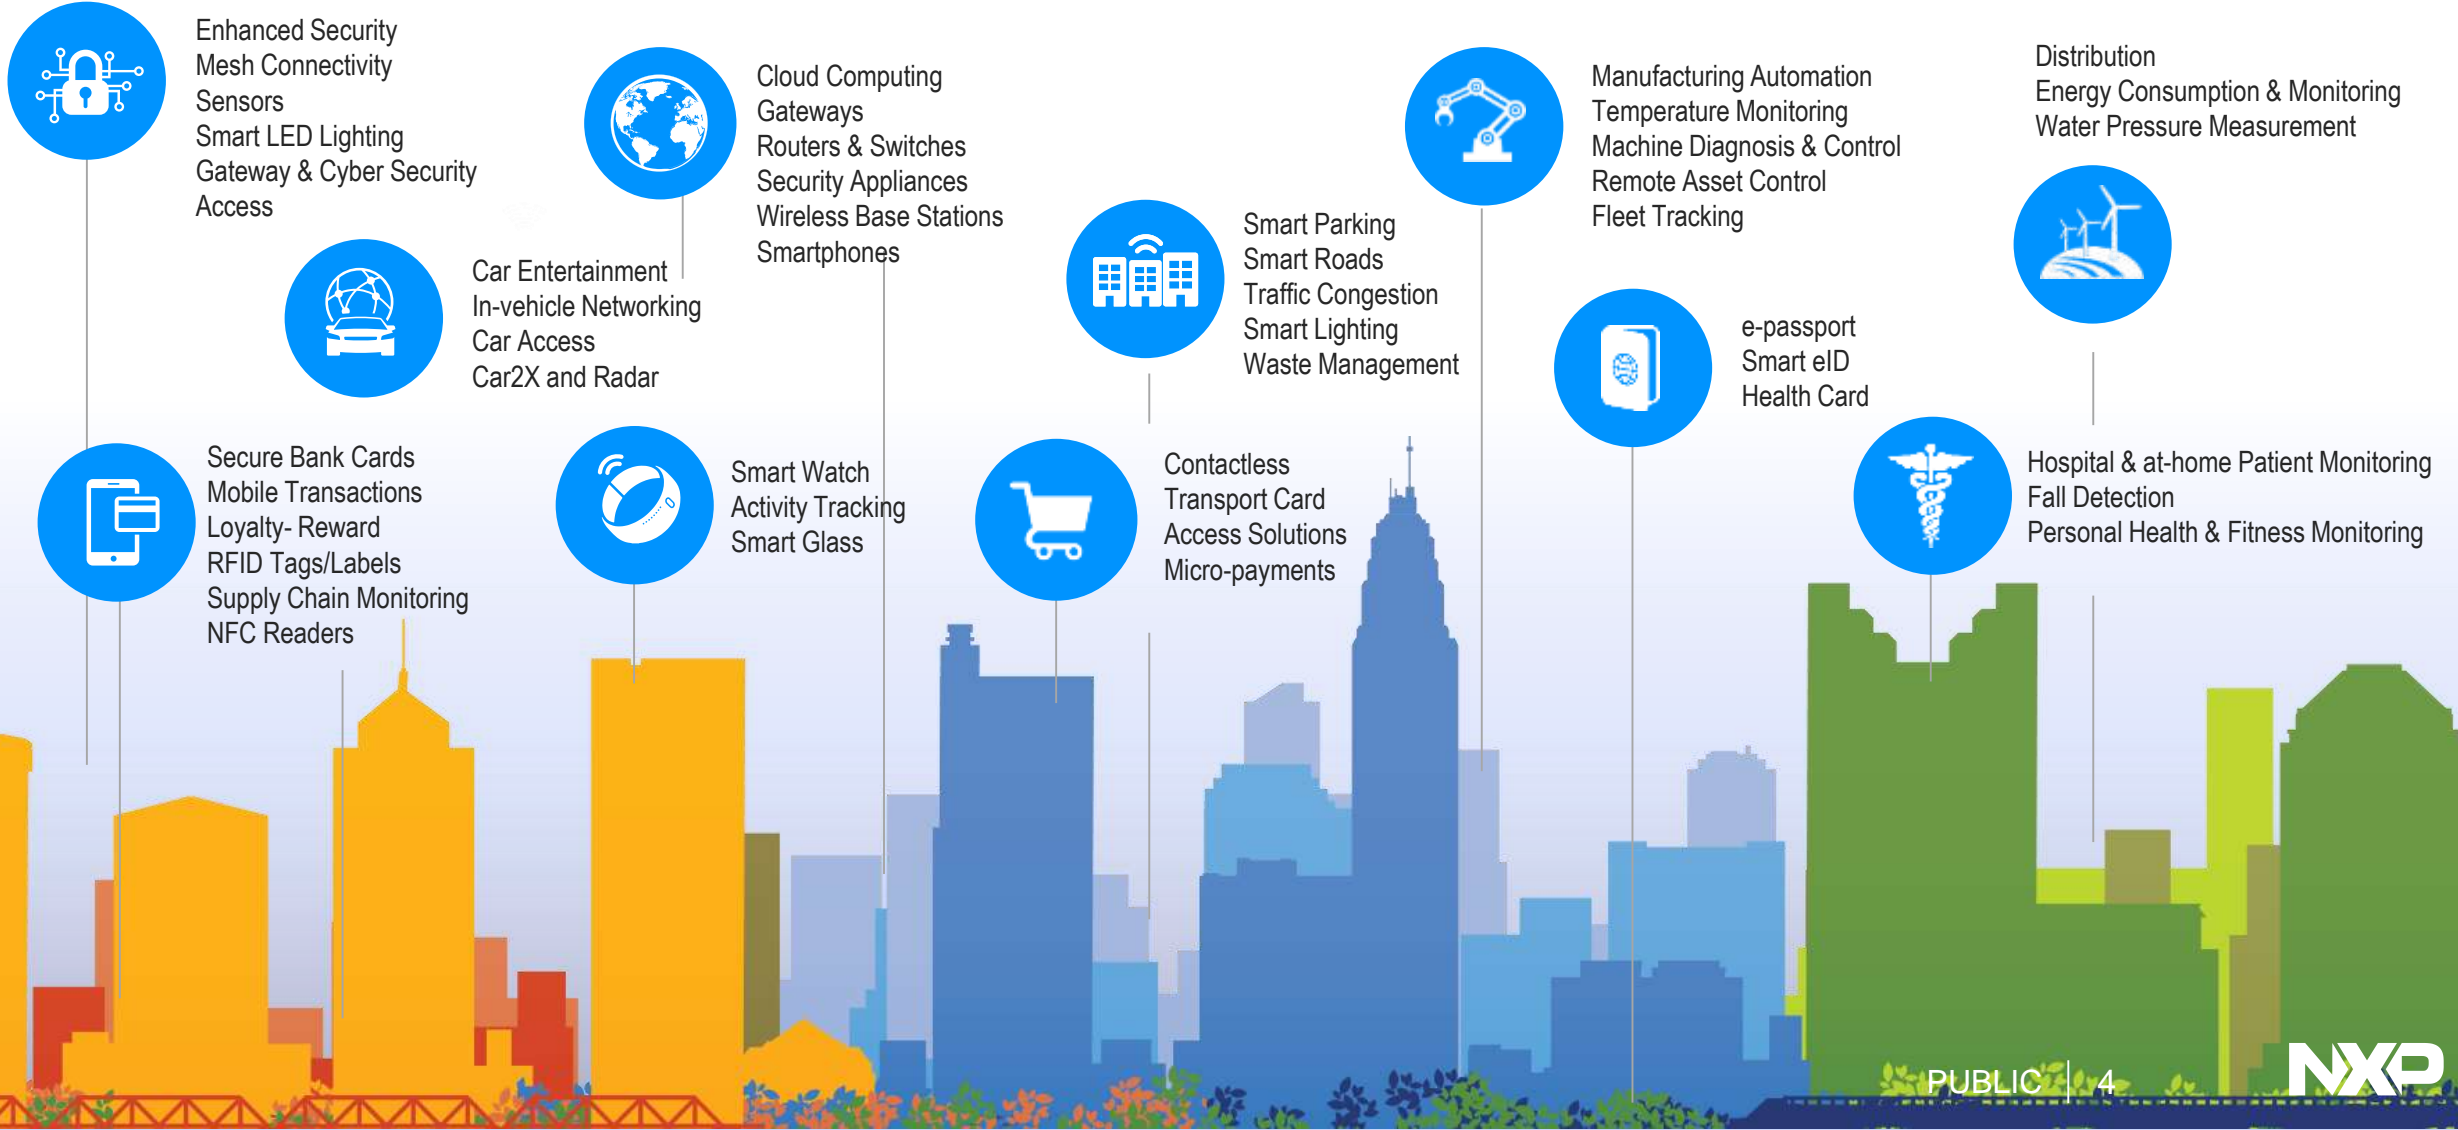 Enhanced Security
Mesh Connectivity
Sensors
Smart LED Lighting
Gateway & Cyber Security
Access
Cloud Computing
Gateways
Routers & Switches
Security Appliances
Wireless Base Stations
Smartphones
Manufacturing Automation
Temperature Monitoring
Machine Diagnosis & Control
Remote Asset Control
Fleet Tracking
Distribution
Energy Consumption & Monitoring
Water Pressure Measurement
Car Entertainment
In-vehicle Networking
Car Access
Car2X and Radar
Smart Parking
Smart Roads
Traffic Congestion
Smart Lighting
Waste Management
e-passport
Smart eID
Health Card
Secure Bank Cards
Mobile Transactions
Loyalty- Reward
RFID Tags/Labels
Supply Chain Monitoring
NFC Readers
Smart Watch
Activity Tracking
Smart Glass
Contactless
Transport Card
Access Solutions
Micro-payments
Hospital & at-home Patient Monitoring
Fall Detection
Personal Health & Fitness Monitoring
PUBLIC 4
NXP